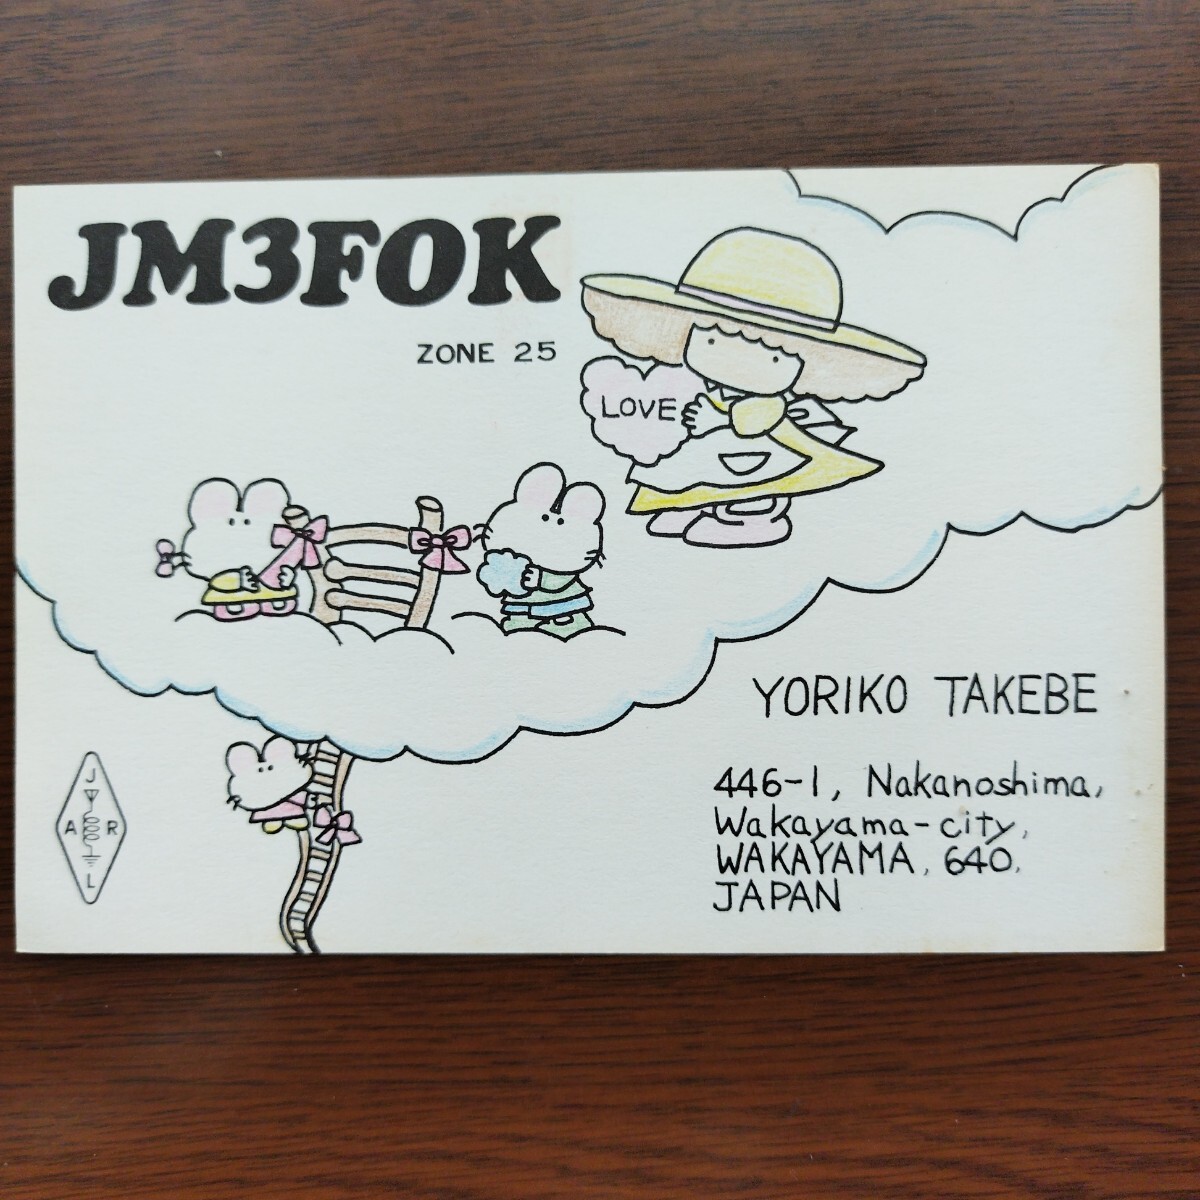 JM3FOK
ZONE 25
LOVE
YORIKO TAKEBE
446-1, Nakanoshima,
Wakayama-city,
WAKAYAMA, 640,
JAPAN
J
A R
L